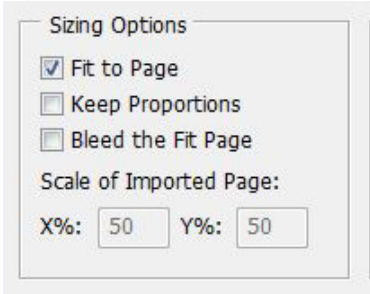 Sizing Options
Fit to Page
Keep Proportions
Bleed the Fit Page
Scale of Imported Page:
X%: 50 Y%: 50